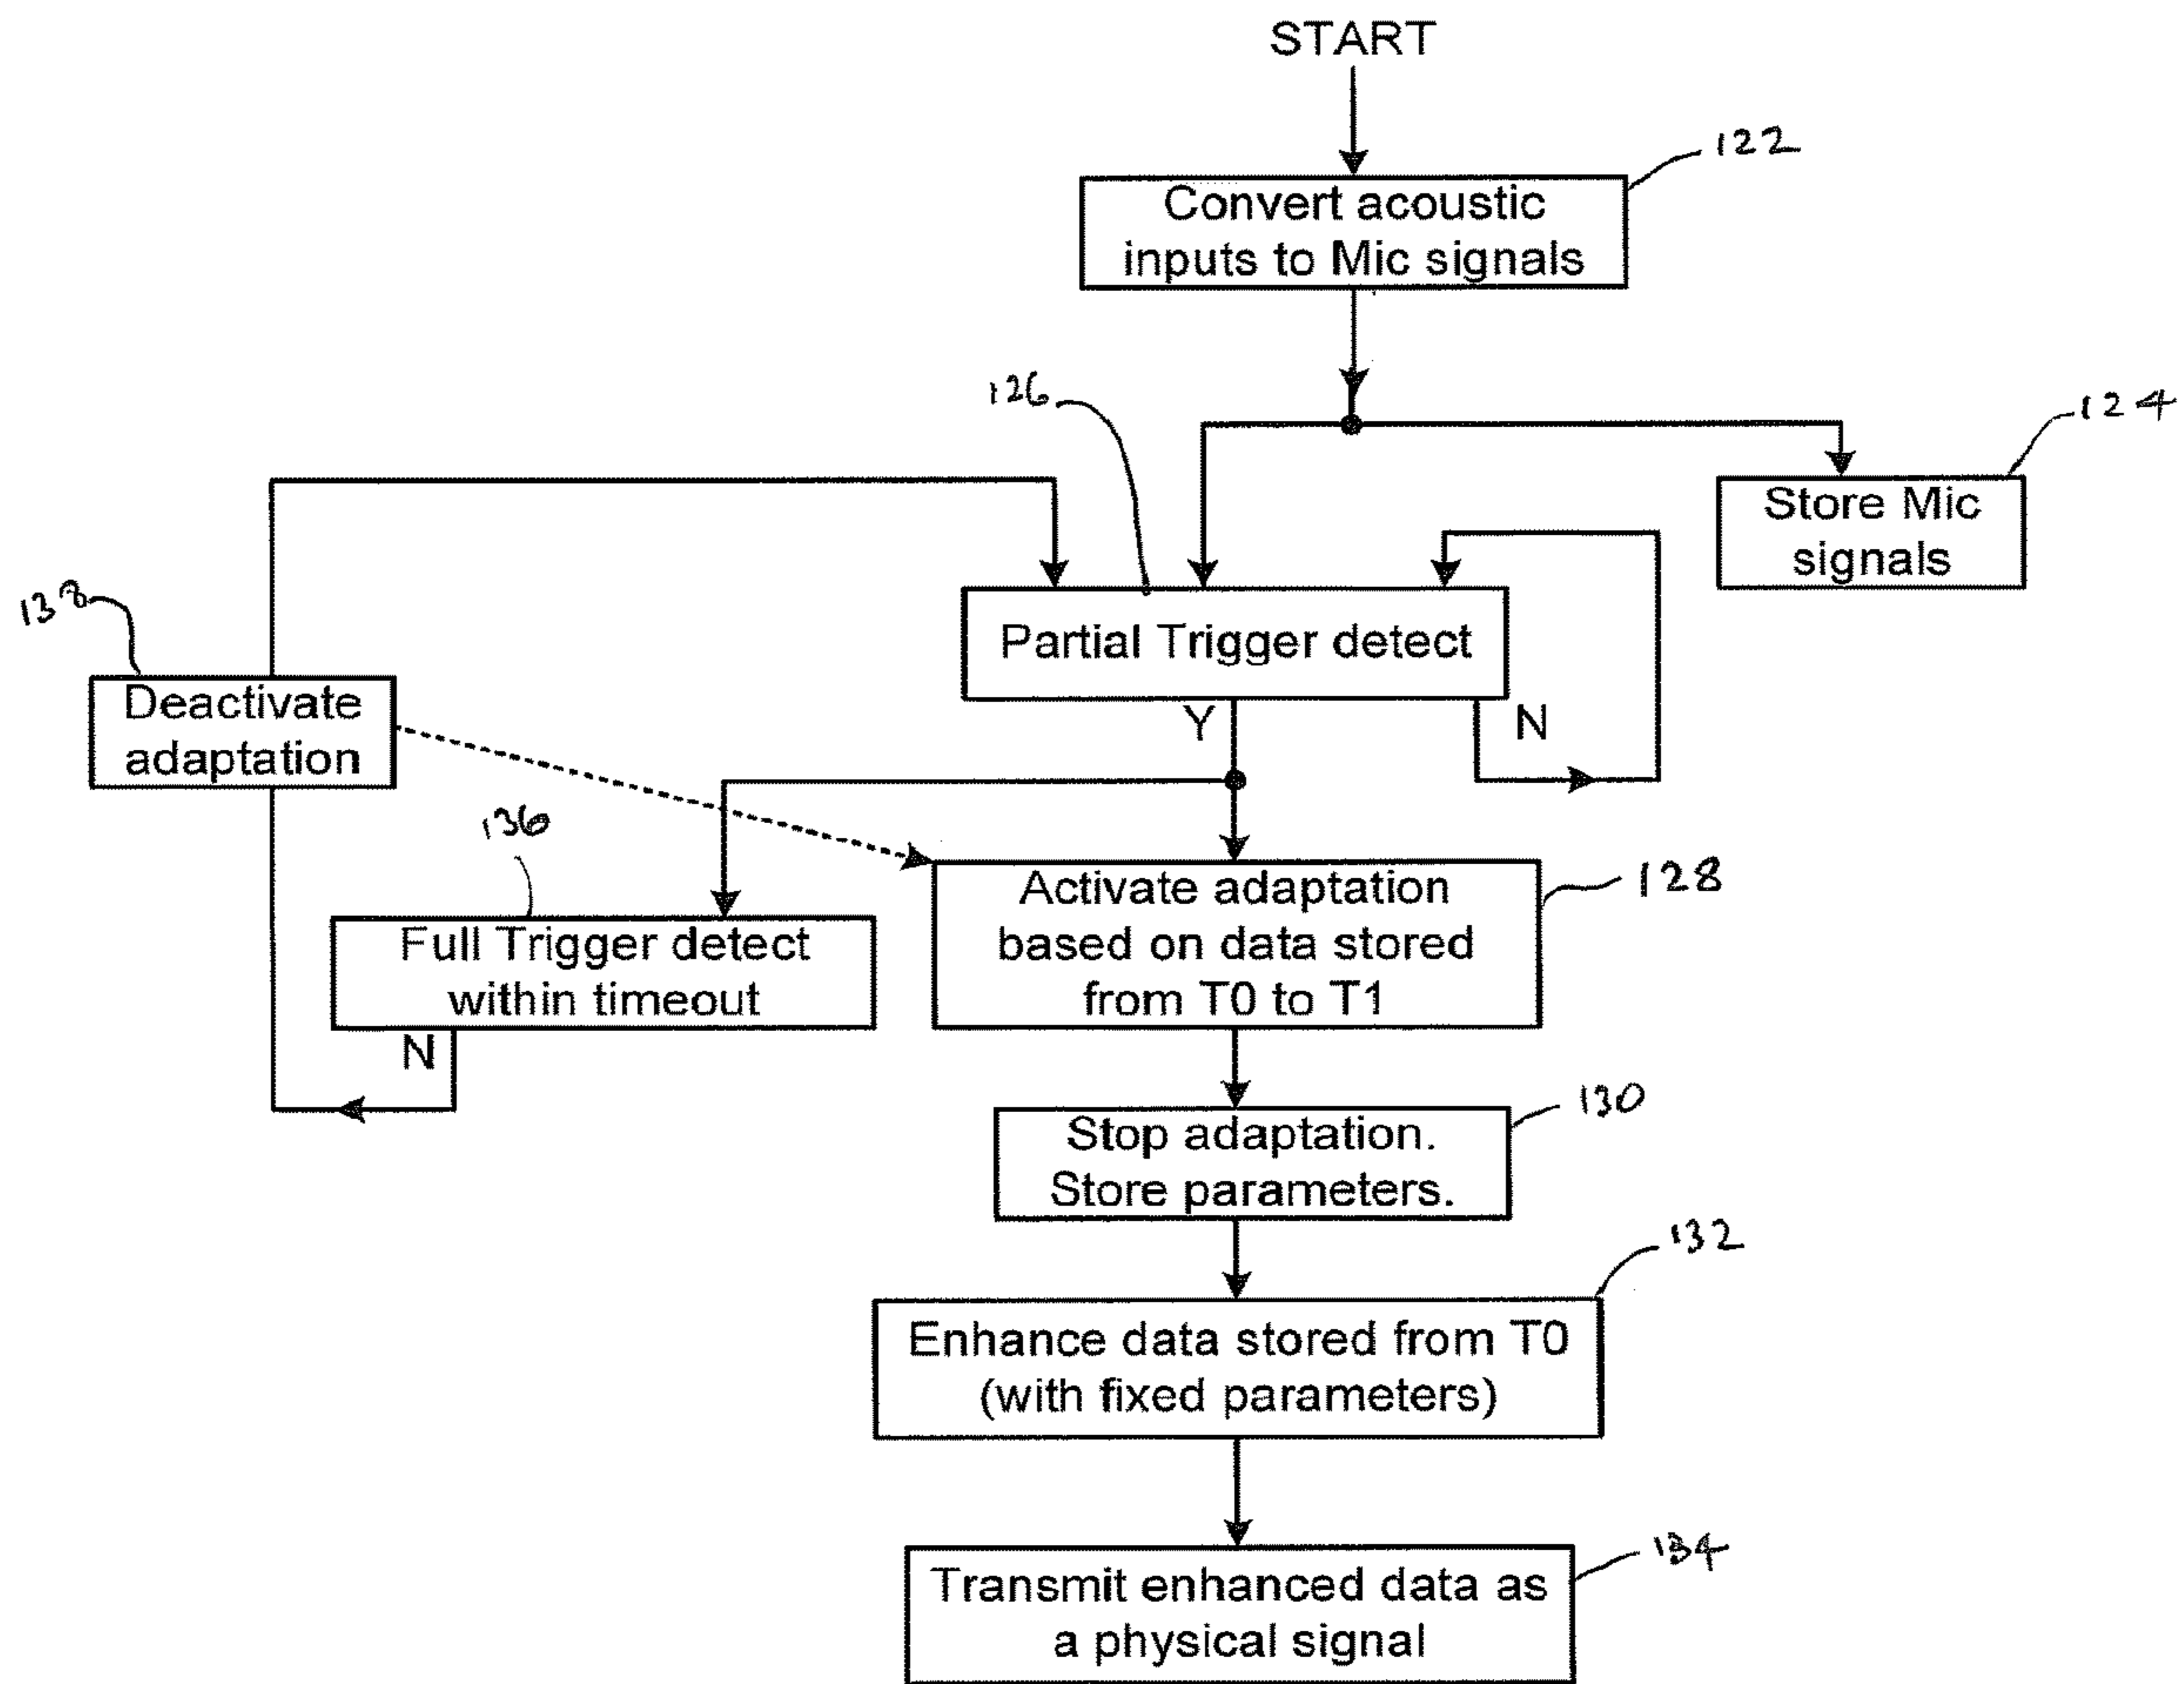 START
122
Convert acoustic
inputs to Mic signals
126
124
Store Mic
signals
138
Partial Trigger detect
Deactivate
adaptation
Y
N
136
128
Activate adaptation
based on data stored
from T0 to T1
Full Trigger detect
within timeout
N
130
Stop adaptation.
Store parameters.
132
Enhance data stored from T0
(with fixed parameters)
134
Transmit enhanced data as
a physical signal